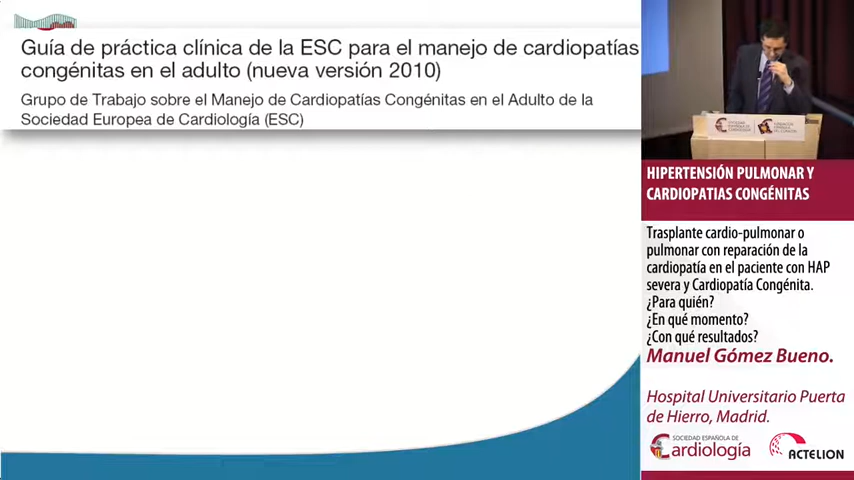 Guía de práctica clínica de la ESC para el manejo de cardiopatías
congénitas en el adulto (nueva versión 2010)
Grupo de Trabajo sobre el Manejo de Cardiopatías Congénitas en el Adulto de la
Sociedad Europea de Cardiología (ESC)
HIPERTENSIÓN PULMONAR Y
CARDIOPATIAS CONGÉNITAS
Trasplante cardio-pulmonar o
pulmonar con reparación de la
cardiopatía en el paciente con HAP
severa y Cardiopatía Congénita.
¿Para quién?
¿En qué momento?
¿Con qué resultados?
Manuel Gómez Bueno.
Hospital Universitario Puerta
de Hierro, Madrid.
SOCIEDAD ESPAÑOLA DE
Cardiología
ACTELION